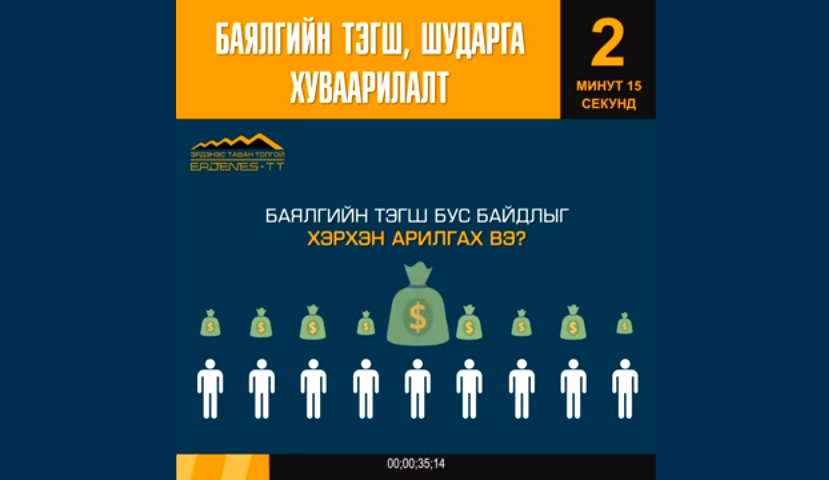 БАЯЛГИЙН ТЭГШ, ШУДАРГА
ХУВААРИЛАЛТ
2
МИНУТ 15
СЕКУНД
ЭРДЭНЭС ТАВАН ТОЛГОЙ
ERDENES-TT
БАЯЛГИЙН ТЭГШ БУС БАЙДЛЫГ
ХЭРХЭН АРИЛГАХ ВЭ?
$ $ $ $ $ $ $ $ $
00;00;35;14